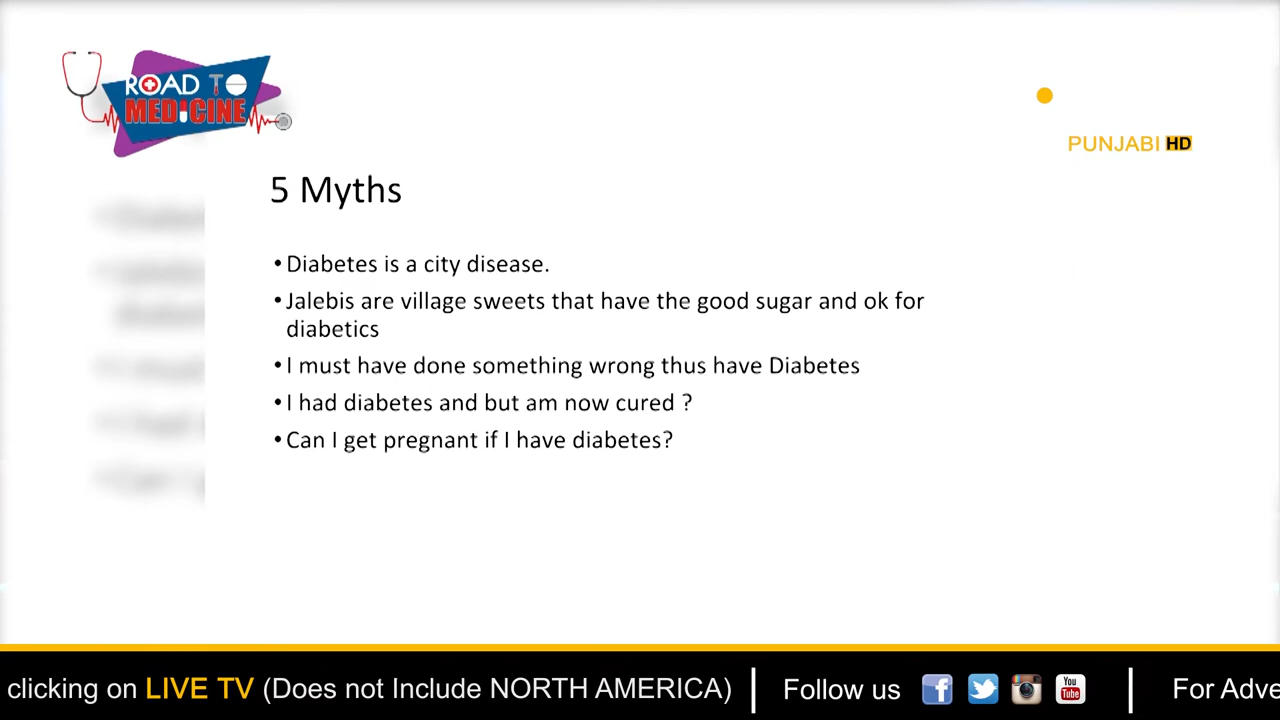 ROAD TO
MEDICINE
PUNJABI HD
5 Myths
• Diabetes is a city disease.
• Jalebis are village sweets that have the good sugar and ok for
diabetics
• I must have done something wrong thus have Diabetes
• I had diabetes and but am now cured ?
• Can I get pregnant if I have diabetes?
clicking on LIVE TV (Does not Include NORTH AMERICA) | Follow us You Tube | For Adve